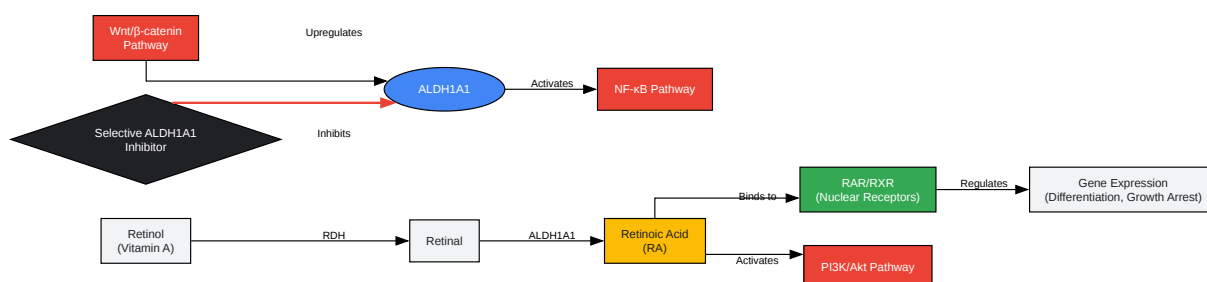 Wnt/β-catenin
Pathway
Upregulates
ALDH1A1
Activates
NF-κB Pathway
Selective ALDH1A1
Inhibitor
Inhibits
RAR/RXR
(Nuclear Receptors)
Regulates
Gene Expression
(Differentiation, Growth Arrest)
Binds to
Retinol
(Vitamin A)
RDH
Retinal
ALDH1A1
Retinoic Acid
(RA)
Activates
PI3K/Akt Pathway